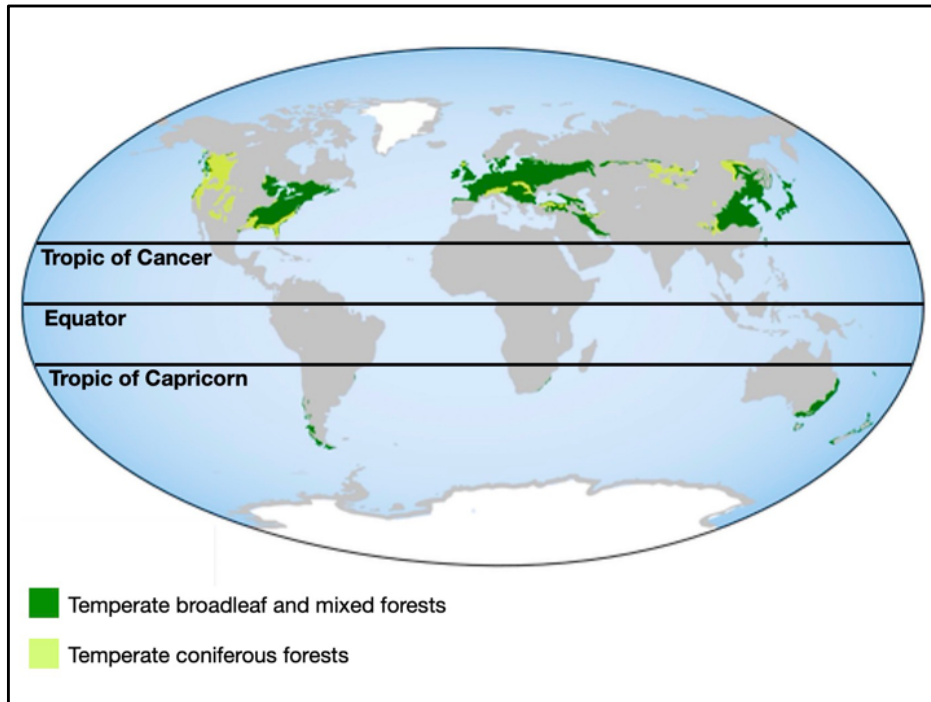 Tropic of Cancer
Equator
Tropic of Capricorn
Temperate broadleaf and mixed forests
Temperate coniferous forests